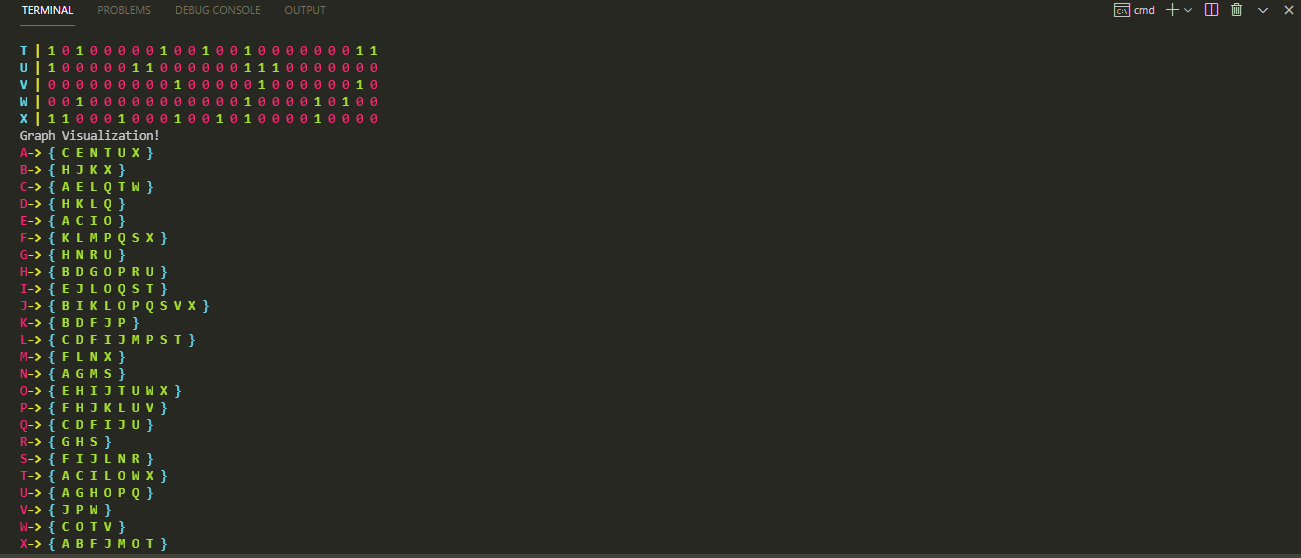 TERMINAL PROBLEMS DEBUG CONSOLE OUTPUT cmd
T | 1 0 1 0 0 0 0 0 1 0 0 1 0 0 1 0 0 0 0 0 0 0 1 1
U | 1 0 0 0 0 0 1 1 0 0 0 0 0 0 1 1 1 0 0 0 0 0 0 0
V | 0 0 0 0 0 0 0 0 0 1 0 0 0 0 0 1 0 0 0 0 0 0 1 0
W | 0 0 1 0 0 0 0 0 0 0 0 0 0 0 1 0 0 0 0 1 0 1 0 0
X | 1 1 0 0 0 1 0 0 0 1 0 0 1 0 1 0 0 0 0 1 0 0 0 0
Graph Visualization!
A-> { C E N T U X }
B-> { H J K X }
C-> { A E L Q T W }
D-> { H K L Q }
E-> { A C I O }
F-> { K L M P Q S X }
G-> { H N R U }
H-> { B D G O P R U }
I-> { E J L O Q S T }
J-> { B I K L O P Q S V X }
K-> { B D F J P }
L-> { C D F I J M P S T }
M-> { F L N X }
N-> { A G M S }
O-> { E H I J T U W X }
P-> { F H J K L U V }
Q-> { C D F I J U }
R-> { G H S }
S-> { F I J L N R }
T-> { A C I L O W X }
U-> { A G H O P Q }
V-> { J P W }
W-> { C O T V }
X-> { A B F J M O T }